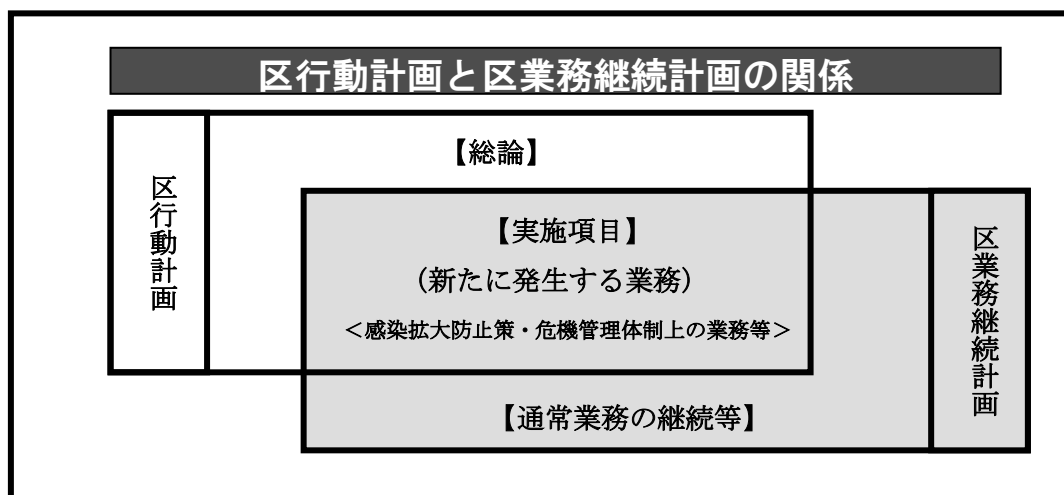 区行動計画と区業務継続計画の関係
区行動計画
【総論】
【実施項目】
（新たに発生する業務）
＜感染拡大防止策・危機管理体制上の業務等＞
【通常業務の継続等】
区業務継続計画